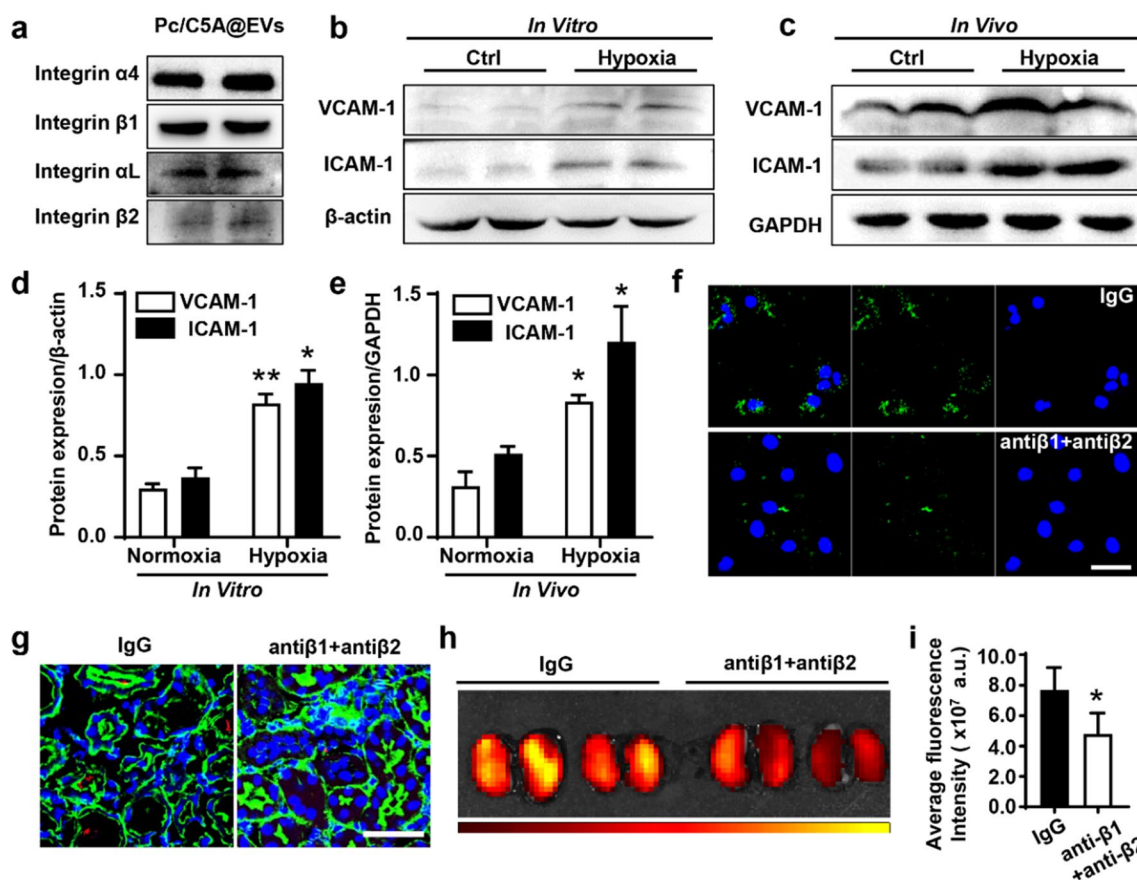 a
Pc/C5A@EVs
Integrin α4
Integrin β1
Integrin αL
Integrin β2
b
In Vitro
Ctrl Hypoxia
VCAM-1
ICAM-1
β-actin
c
In Vivo
Ctrl Hypoxia
VCAM-1
ICAM-1
GAPDH
d
Protein expresion/β-actin
1.5
1.0
0.5
0.0
VCAM-1
ICAM-1
** *
Normoxia Hypoxia
In Vitro
e
Protein expresion/GAPDH
1.5
1.0
0.5
0.0
VCAM-1
ICAM-1
* *
Normoxia Hypoxia
In Vivo
f
IgG
antiβ1+antiβ2
g
IgG antiβ1+antiβ2
h
IgG antiβ1+antiβ2
i
Average fluorescence
Intensity ( x10⁷ a.u.)
10.0
8.0
6.0
4.0
2.0
0.0
*
IgG
anti-β1
+anti-β2